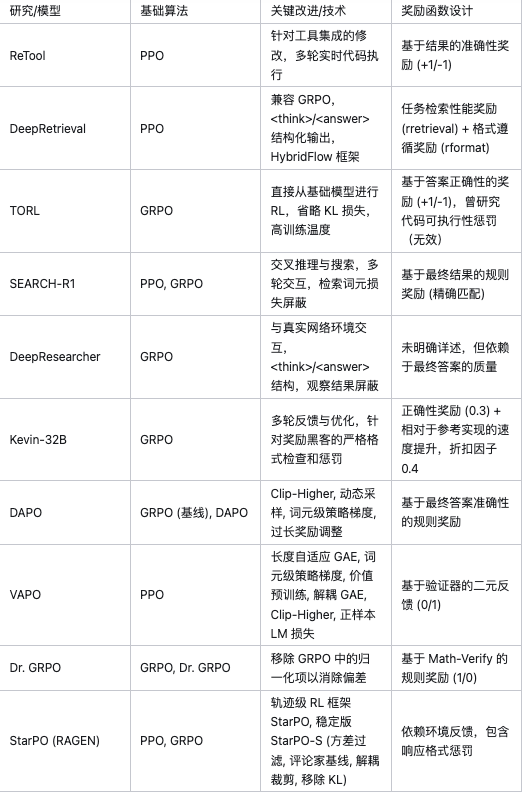 研究/模型
基础算法
关键改进/技术
奖励函数设计
ReTool
PPO
针对工具集成的修
改，多轮实时代码执
行
基于结果的准确性奖
励 (+1/-1)
DeepRetrieval
PPO
兼容 GRPO,
<think>/<answer>
结构化输出,
HybridFlow 框架
任务检索性能奖励
(rretrieval) + 格式遵
循奖励 (rformat)
TORL
GRPO
直接从基础模型进行
RL，省略 KL 损失，
高训练温度
基于答案正确性的奖
励 (+1/-1)，曾研究
代码可执行性惩罚
（无效）
SEARCH-R1
PPO, GRPO
交叉推理与搜索，多
轮交互，检索词元损
失屏蔽
基于最终结果的规则
奖励 (精确匹配)
DeepResearcher
GRPO
与真实网络环境交
互，
<think>/<answer>
结构，观察结果屏蔽
未明确详述，但依赖
于最终答案的质量
Kevin-32B
GRPO
多轮反馈与优化，针
对奖励黑客的严格格
式检查和惩罚
正确性奖励 (0.3) +
相对于参考实现的速
度提升，折扣因子
0.4
DAPO
GRPO (基线), DAPO
Clip-Higher, 动态采
样, 词元级策略梯度,
过长奖励调整
基于最终答案准确性
的规则奖励
VAPO
PPO
长度自适应 GAE, 词
元级策略梯度, 价值
预训练, 解耦 GAE,
Clip-Higher, 正样本
LM 损失
基于验证器的二元反
馈 (0/1)
Dr. GRPO
GRPO, Dr. GRPO
移除 GRPO 中的归
一化项以消除偏差
基于 Math-Verify 的
规则奖励 (1/0)
StarPO (RAGEN)
PPO, GRPO
轨迹级 RL 框架
StarPO, 稳定版
StarPO-S (方差过
滤, 评论家基线, 解耦
裁剪, 移除 KL)
依赖环境反馈，包含
响应格式惩罚